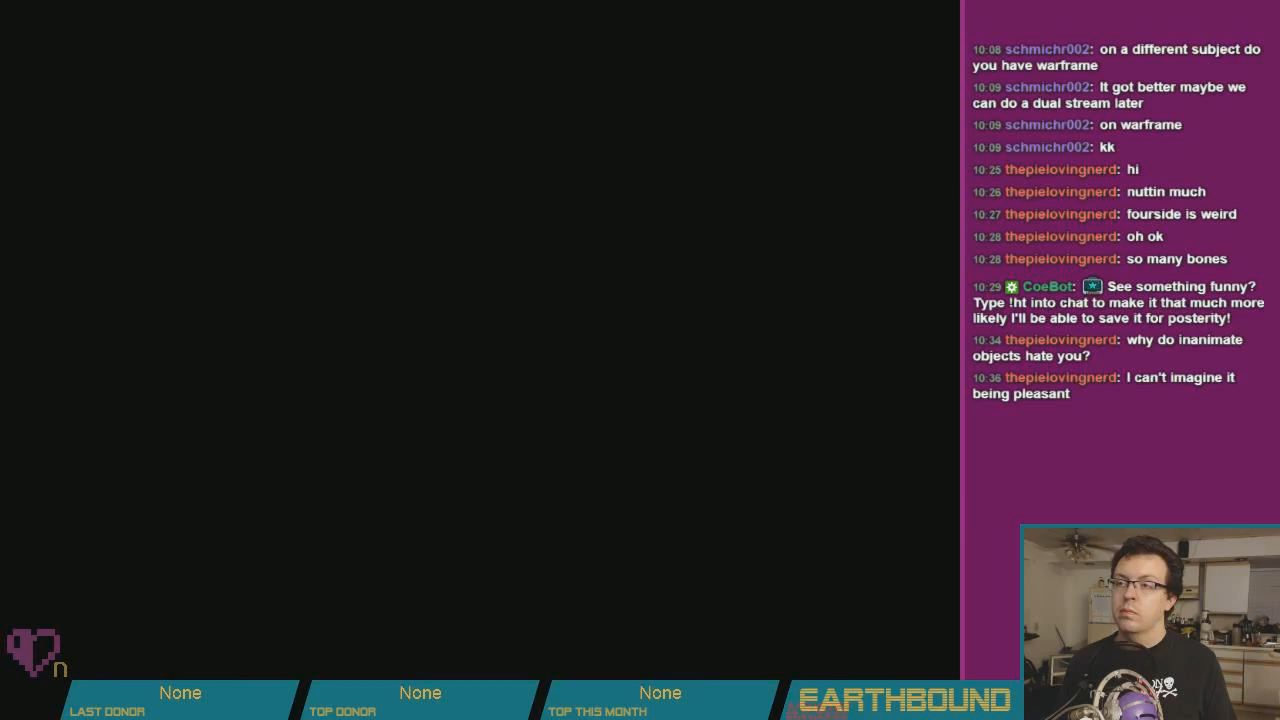 10:08 schmichr002: on a different subject do
you have warframe
10:09 schmichr002: It got better maybe we
can do a dual stream later
10:09 schmichr002: on warframe
10:09 schmichr002: kk
10:25 thepielovingnerd: hi
10:26 thepielovingnerd: nuttin much
10:27 thepielovingnerd: fourside is weird
10:28 thepielovingnerd: oh ok
10:28 thepielovingnerd: so many bones
10:29 CoeBot: See something funny?
Type !ht into chat to make it that much more
likely I'll be able to save it for posterity!
10:34 thepielovingnerd: why do inanimate
objects hate you?
10:36 thepielovingnerd: I can't imagine it
being pleasant
n
None
LAST DONOR
None
TOP DONOR
None
TOP THIS MONTH
EARTHBOUND